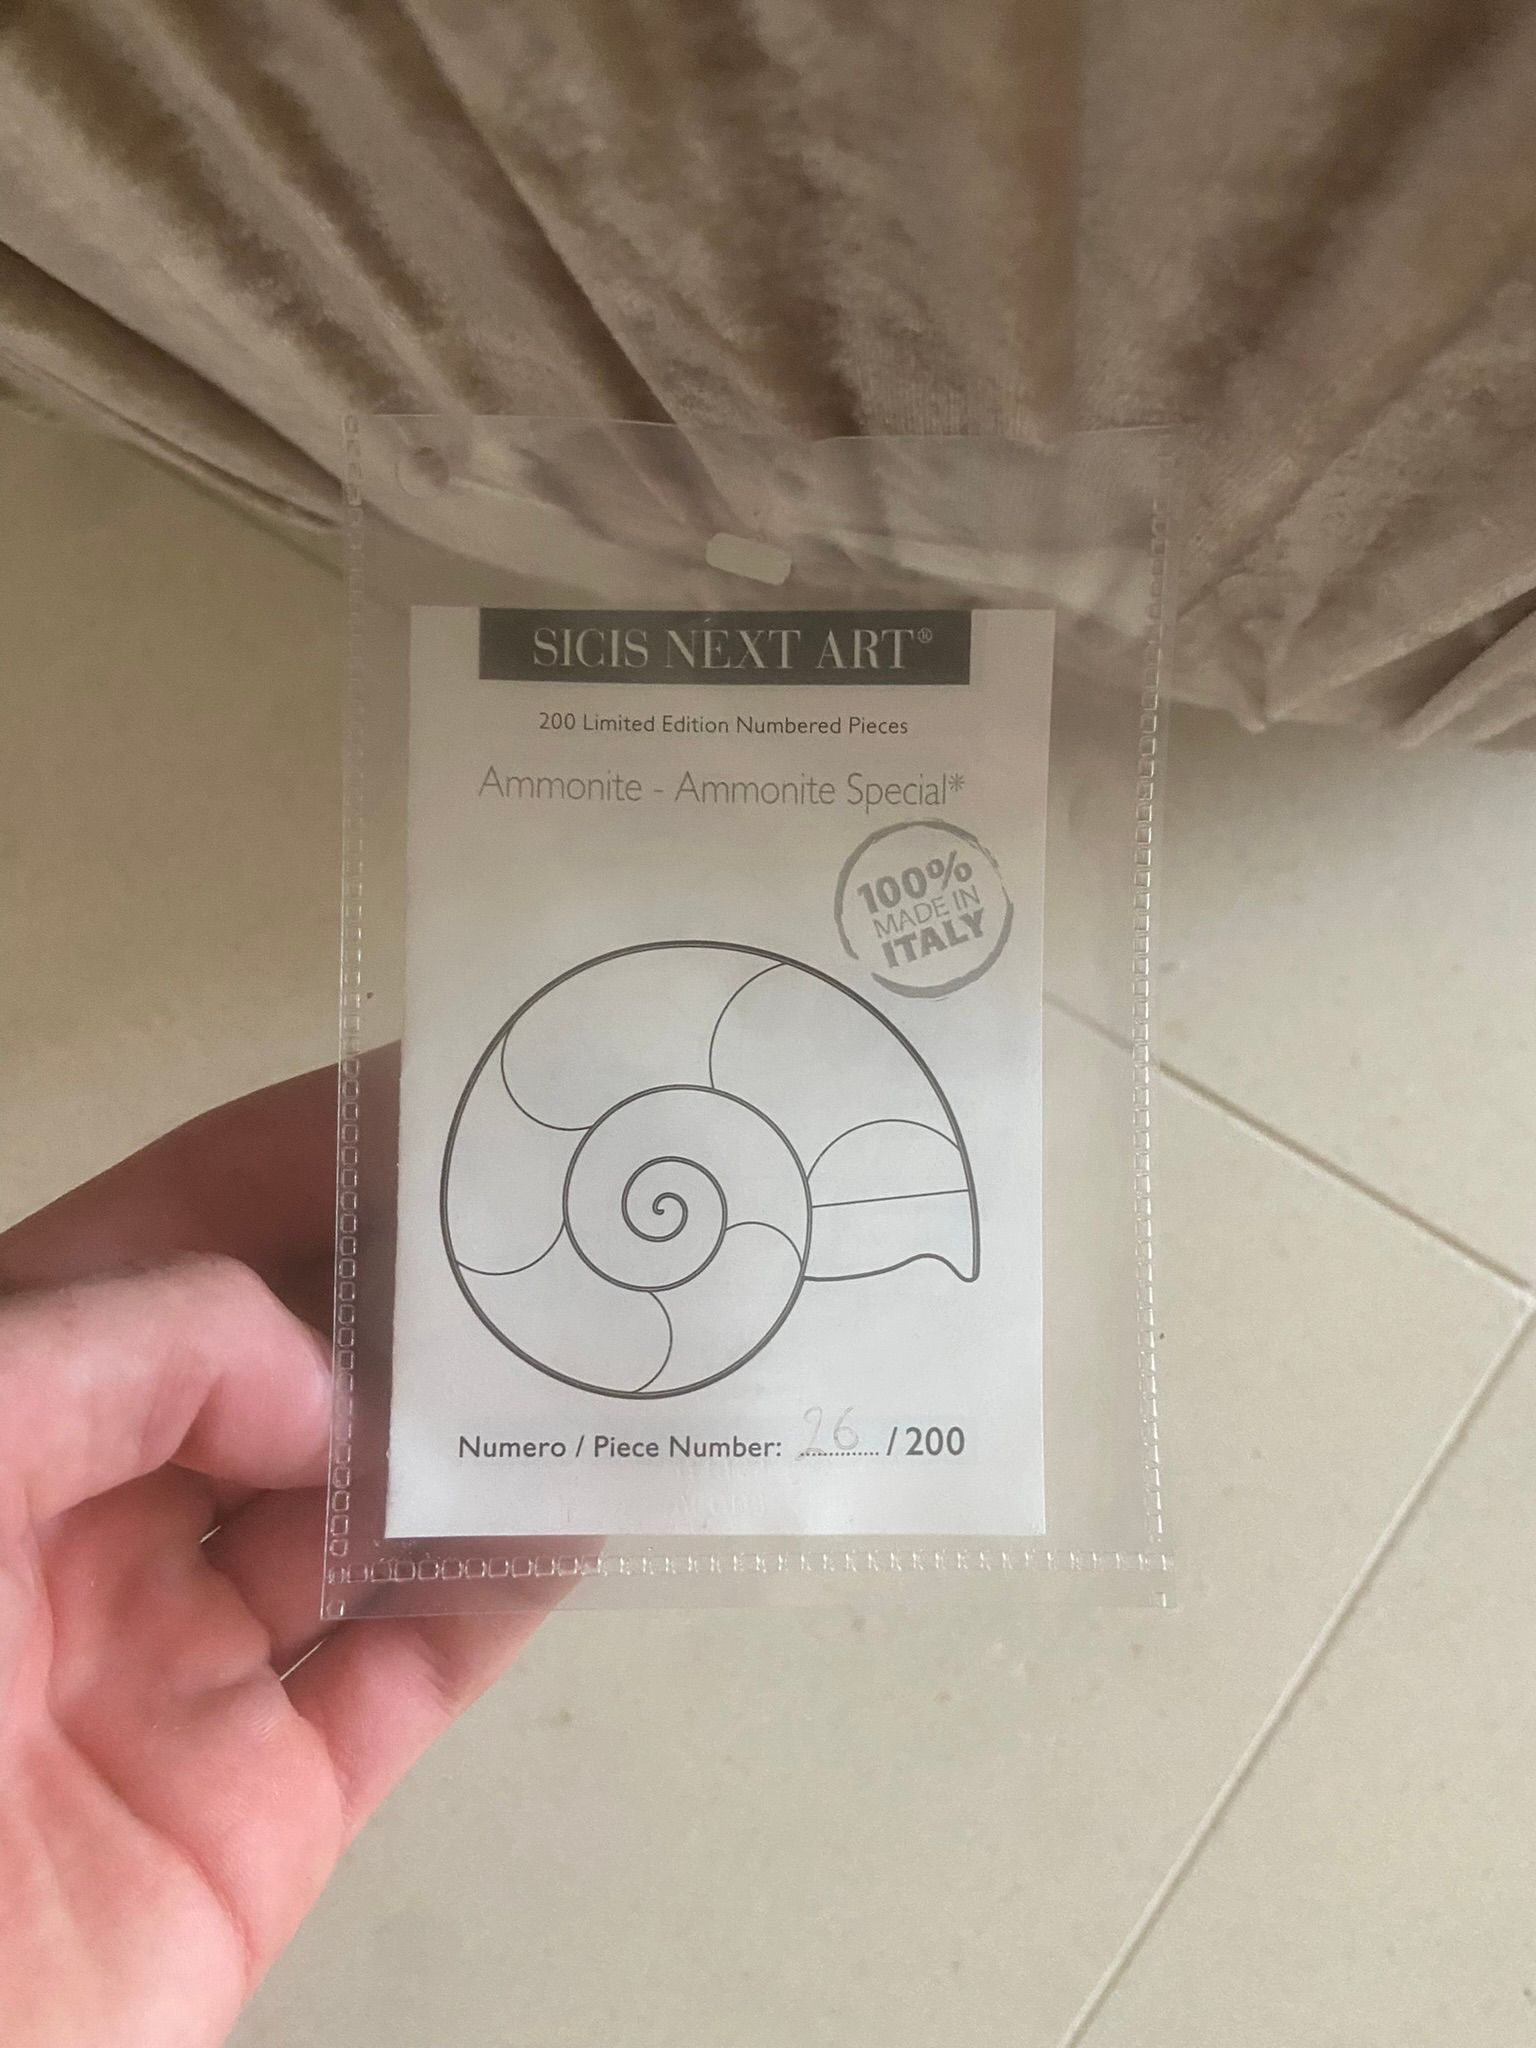 SICIS NEXT ART®
200 Limited Edition Numbered Pieces
Ammonite - Ammonite Special*
100%
MADE IN
ITALY
Numero / Piece Number: 26 / 200